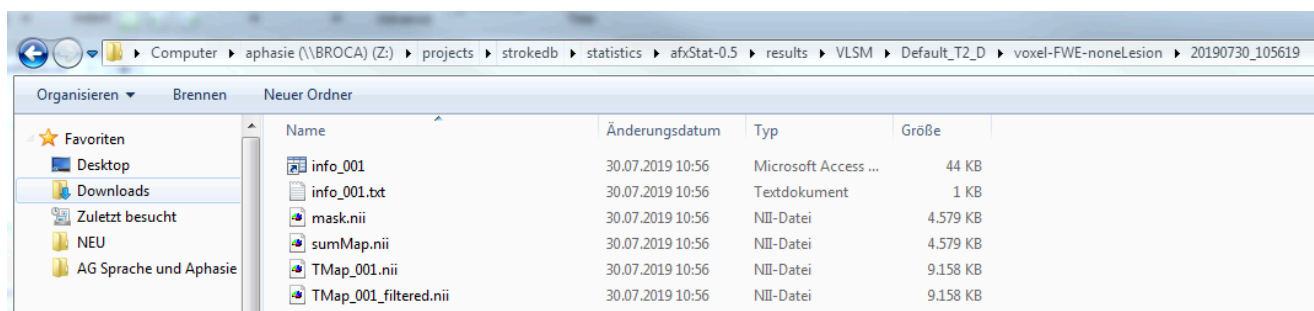 Computer aphasie (\\BROCA) (Z:) projects strokedb statistics afxStat-0.5 results VLSM Default_T2_D voxel-FWE-noneLesion 20190730_105619
Organisieren Brennen Neuer Ordner
Favoriten
Desktop
Downloads
Zuletzt besucht
NEU
AG Sprache und Aphasie
Name Änderungsdatum Typ Größe
info_001 30.07.2019 10:56 Microsoft Access ... 44 KB
info_001.txt 30.07.2019 10:56 Textdokument 1 KB
mask.nii 30.07.2019 10:56 NII-Datei 4.579 KB
sumMap.nii 30.07.2019 10:56 NII-Datei 4.579 KB
TMap_001.nii 30.07.2019 10:56 NII-Datei 9.158 KB
TMap_001_filtered.nii 30.07.2019 10:56 NII-Datei 9.158 KB